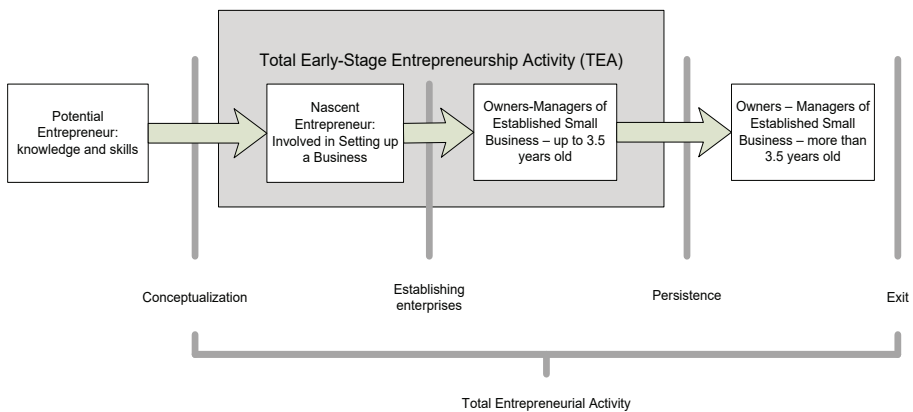 Total Early-Stage Entrepreneurship Activity (TEA)
Potential
Entrepreneur:
knowledge and skills
Nascent
Entrepreneur:
Involved in Setting up
a Business
Owners-Managers of
Established Small
Business – up to 3.5
years old
Owners – Managers of
Established Small
Business – more than
3.5 years old
Conceptualization
Establishing
enterprises
Persistence
Exit
Total Entrepreneurial Activity